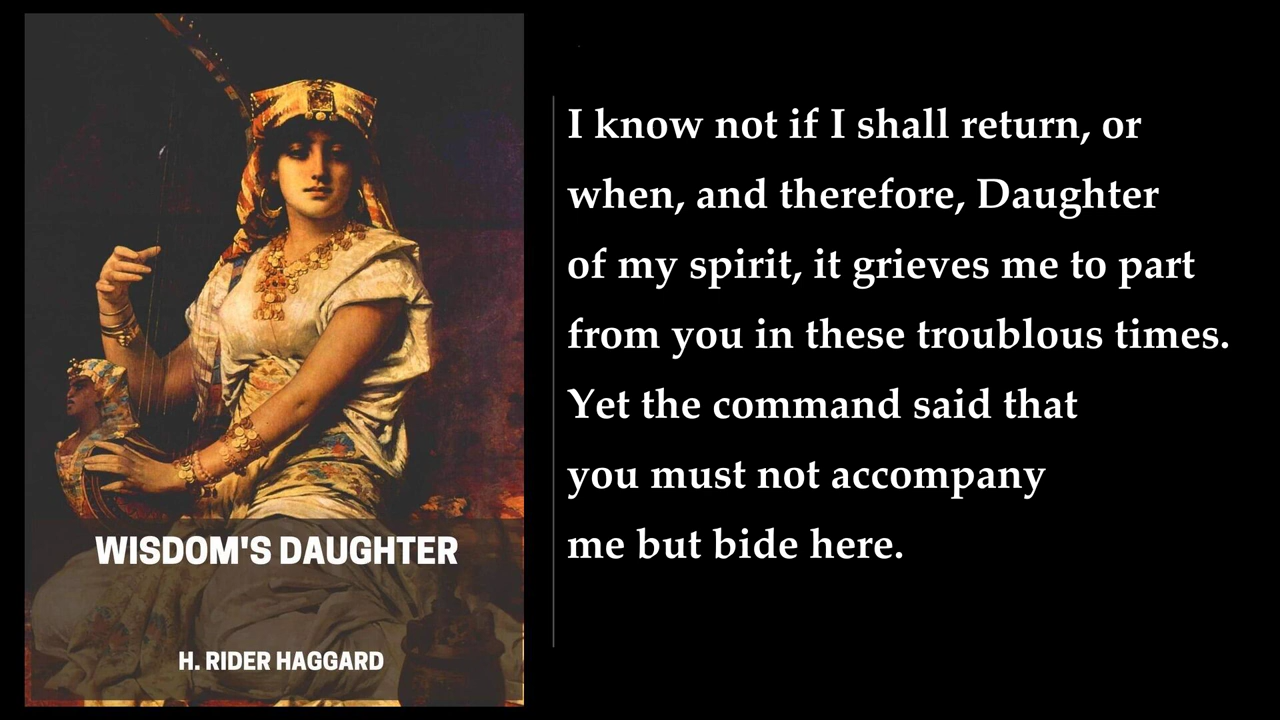 WISDOM'S DAUGHTER
H. RIDER HAGGARD
I know not if I shall return, or
when, and therefore, Daughter
of my spirit, it grieves me to part
from you in these troublous times.
Yet the command said that
you must not accompany
me but bide here.